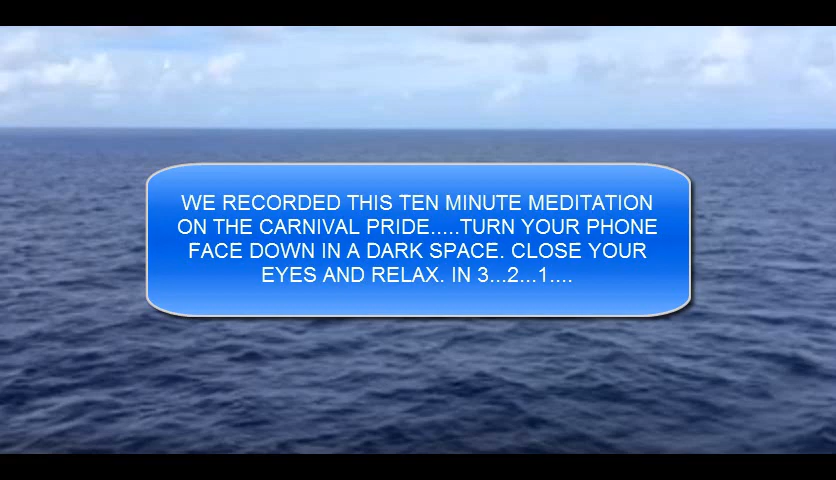 WE RECORDED THIS TEN MINUTE MEDITATION
ON THE CARNIVAL PRIDE.....TURN YOUR PHONE
FACE DOWN IN A DARK SPACE. CLOSE YOUR
EYES AND RELAX. IN 3...2...1....